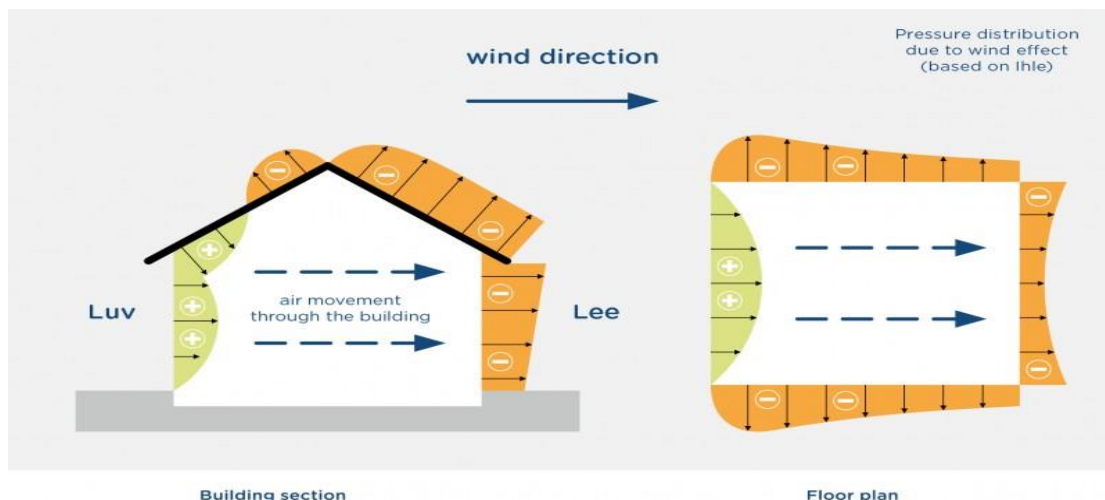 wind direction
Pressure distribution
due to wind effect
(based on Ihle)
Luv
air movement
through the building
Lee
Building section
Floor plan